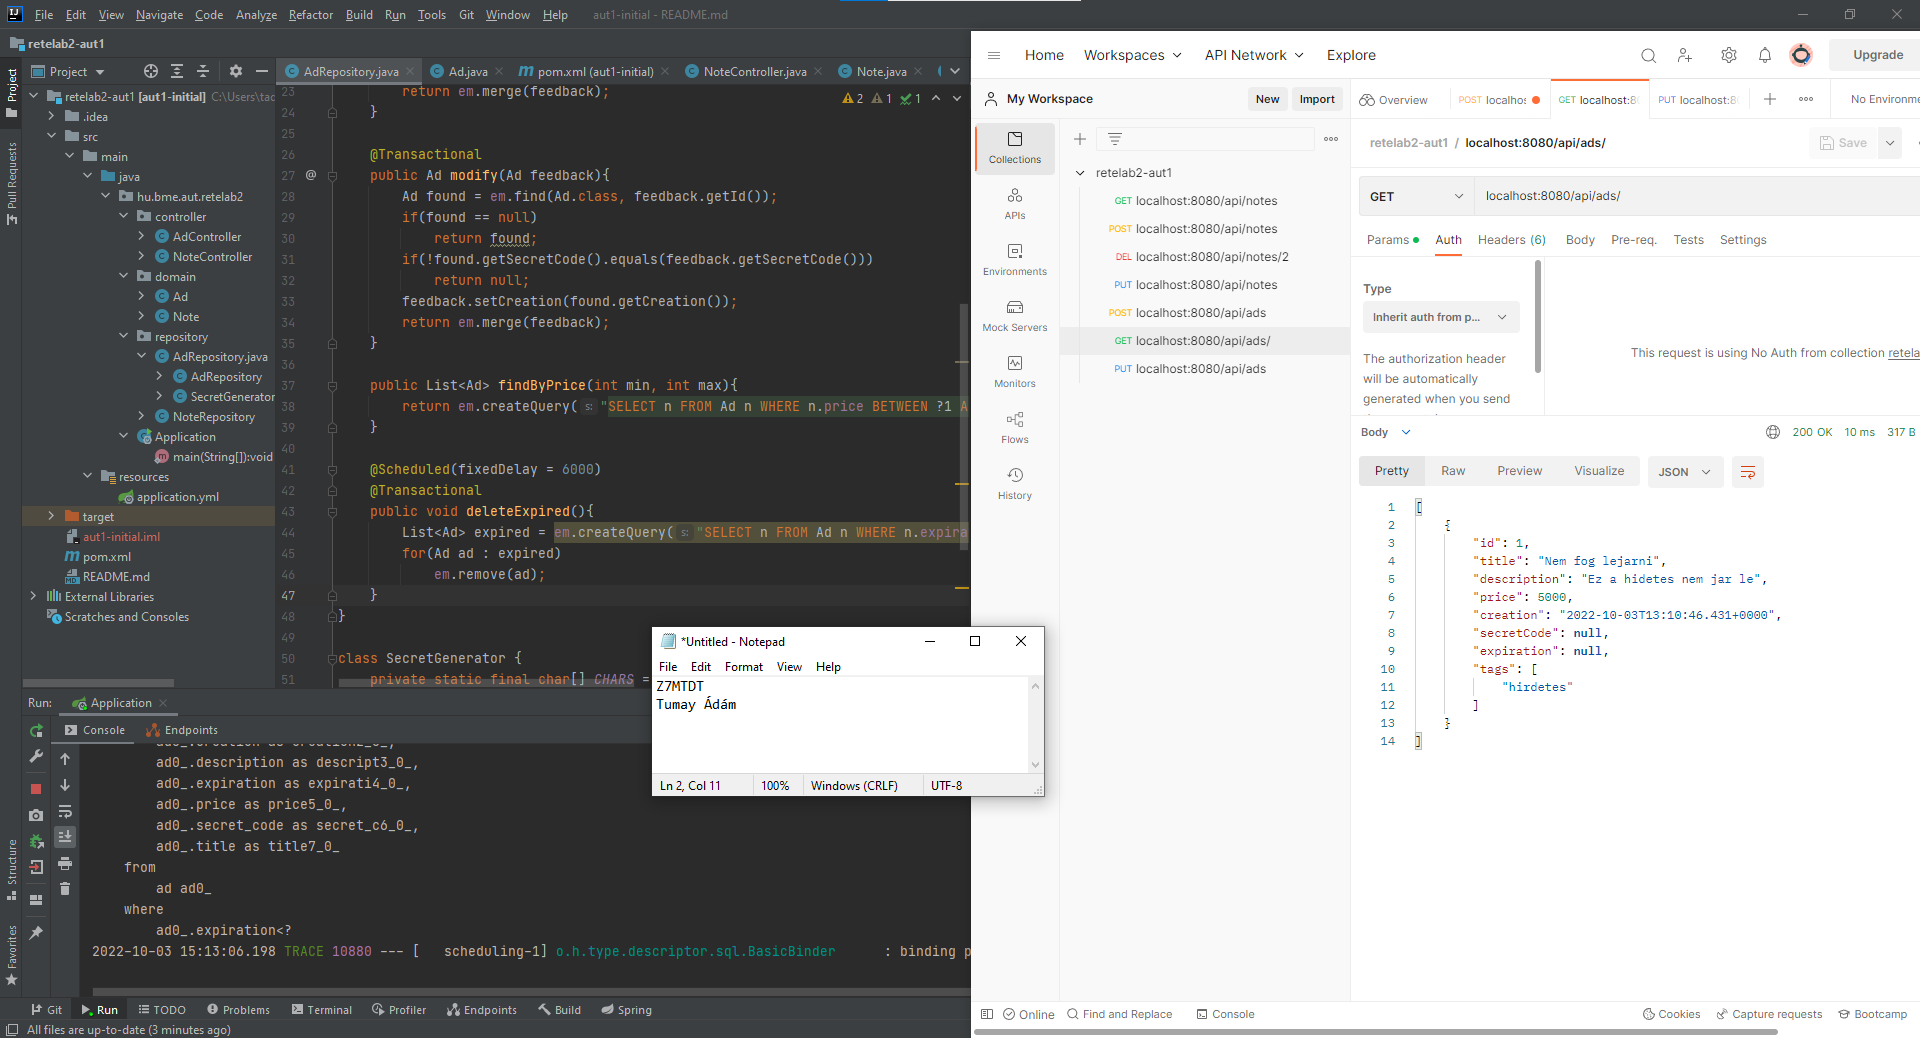 File Edit View Navigate Code Analyze Refactor Build Run Tools Git Window Help aut1-initial - README.md
retelab2-aut1
Project
AdRepository.java Ad.java pom.xml (aut1-initial) NoteController.java Note.java
Project
Pull Requests
Structure
Favorites
retelab2-aut1 [aut1-initial] C:\Users\tac
.idea
src
main
java
hu.bme.aut.retelab2
controller
AdController
NoteController
domain
Ad
Note
repository
AdRepository.java
AdRepository
SecretGenerator
NoteRepository
Application
main(String[]):void
resources
application.yml
target
aut1-initial.iml
pom.xml
README.md
External Libraries
Scratches and Consoles
2 1 1
23 return em.merge(feedback);
24 }
25
26 @Transactional
27 @ public Ad modify(Ad feedback){
28 Ad found = em.find(Ad.class, feedback.getId());
29 if(found == null)
30 return found;
31 if(!found.getSecretCode().equals(feedback.getSecretCode()))
32 return null;
33 feedback.setCreation(found.getCreation());
34 return em.merge(feedback);
35 }
36
37 public List<Ad> findByPrice(int min, int max){
38 return em.createQuery( s: "SELECT n FROM Ad n WHERE n.price BETWEEN ?1 A
39 }
40
41 @Scheduled(fixedDelay = 6000)
42 @Transactional
43 public void deleteExpired(){
44 List<Ad> expired = em.createQuery( s: "SELECT n FROM Ad n WHERE n.expira
45 for(Ad ad : expired)
46 em.remove(ad);
47 }
48 }
49
50 class SecretGenerator {
51 private static final char[] CHARS =
Run: Application
Console Endpoints
ad0_.creation as creation2_0_,
ad0_.description as descript3_0_,
ad0_.expiration as expirati4_0_,
ad0_.price as price5_0_,
ad0_.secret_code as secret_c6_0_,
ad0_.title as title7_0_
from
ad ad0_
where
ad0_.expiration<?
2022-10-03 15:13:06.198 TRACE 10880 --- [ scheduling-1] o.h.type.descriptor.sql.BasicBinder : binding p
Git Run TODO Problems Terminal Profiler Endpoints Build Spring
All files are up-to-date (3 minutes ago)
*Untitled - Notepad
File Edit Format View Help
Z7MTDT
Tumay Ádám
Ln 2, Col 11 100% Windows (CRLF) UTF-8
Home Workspaces API Network Explore Upgrade
My Workspace New Import
Collections
APIs
Environments
Mock Servers
Monitors
Flows
History
retelab2-aut1
GET localhost:8080/api/notes
POST localhost:8080/api/notes
DEL localhost:8080/api/notes/2
PUT localhost:8080/api/notes
POST localhost:8080/api/ads
GET localhost:8080/api/ads/
PUT localhost:8080/api/ads
Overview POST localhos: GET localhost:8 PUT localhost:8 No Environme
retelab2-aut1 / localhost:8080/api/ads/ Save
GET localhost:8080/api/ads/
Params Auth Headers (6) Body Pre-req. Tests Settings
Type
Inherit auth from p...
The authorization header
will be automatically
generated when you send
This request is using No Auth from collection retela
Body 200 OK 10 ms 317 B
Pretty Raw Preview Visualize JSON
1 [
2 {
3 "id": 1,
4 "title": "Nem fog lejarni",
5 "description": "Ez a hidetes nem jar le",
6 "price": 5000,
7 "creation": "2022-10-03T13:10:46.431+0000",
8 "secretCode": null,
9 "expiration": null,
10 "tags": [
11 "hirdetes"
12 ]
13 }
14 ]
Online Find and Replace Console Cookies Capture requests Bootcamp